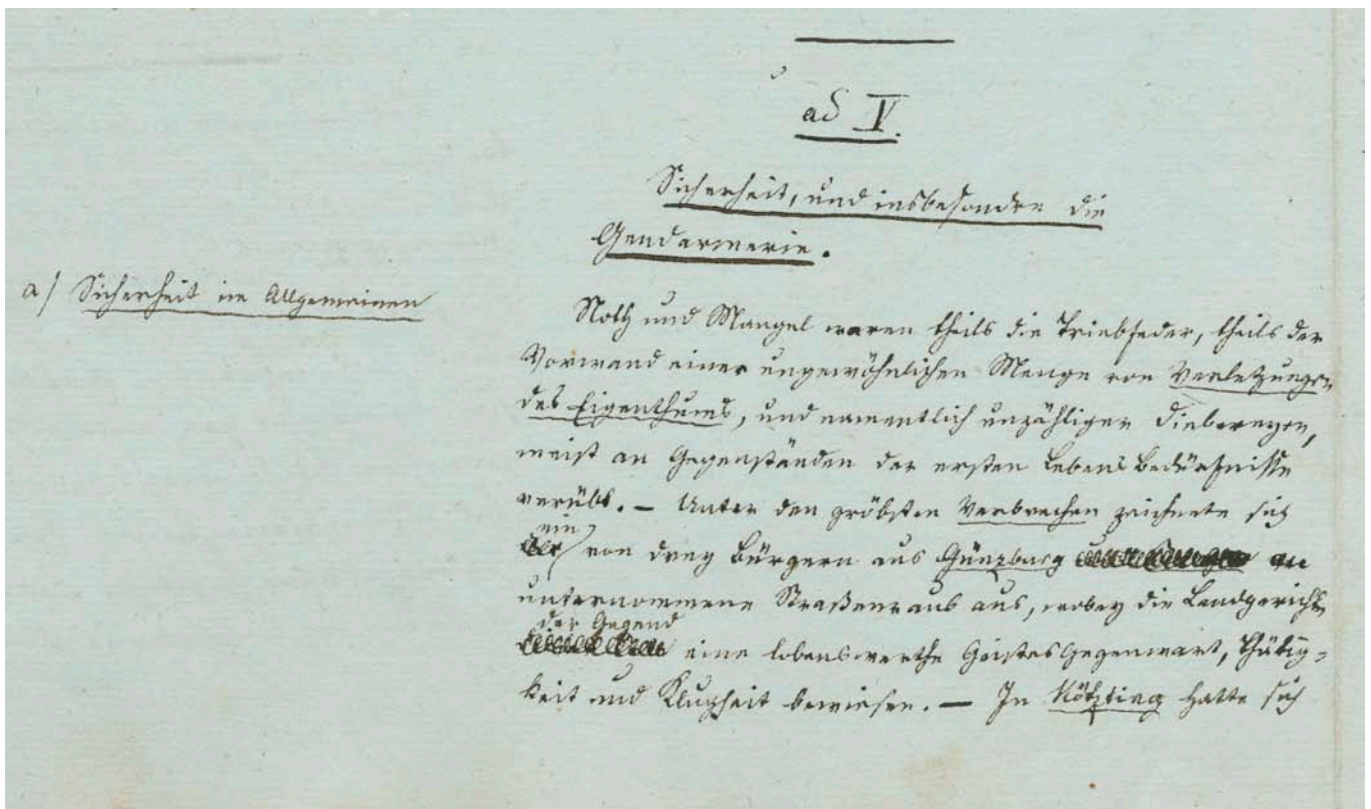 ad V.
Sicherheit, und insbesondre die
Gendarmerie.
a/ Sicherheit im Allgemeinen
Noth und Mangel waren theils die Triebfeder, theils der
Vorwand einer ungewöhnlichen Menge von Verletzungen
des Eigenthums, und namentlich unzähliger Diebereyen,
meist an Gegenständen der ersten Lebensbedürfnisse
verübt. – Unter den gröbsten Verbrechen zeichnete sich
ein
von drey Bürgern aus Günzburg
unternommene Straßenraub aus, wobey die Landgerichte
der Gegend
eine lobenswerthe Geistesgegenwart, Thätig-
keit und Klugheit bewiesen. – In Kötzting hatte sich